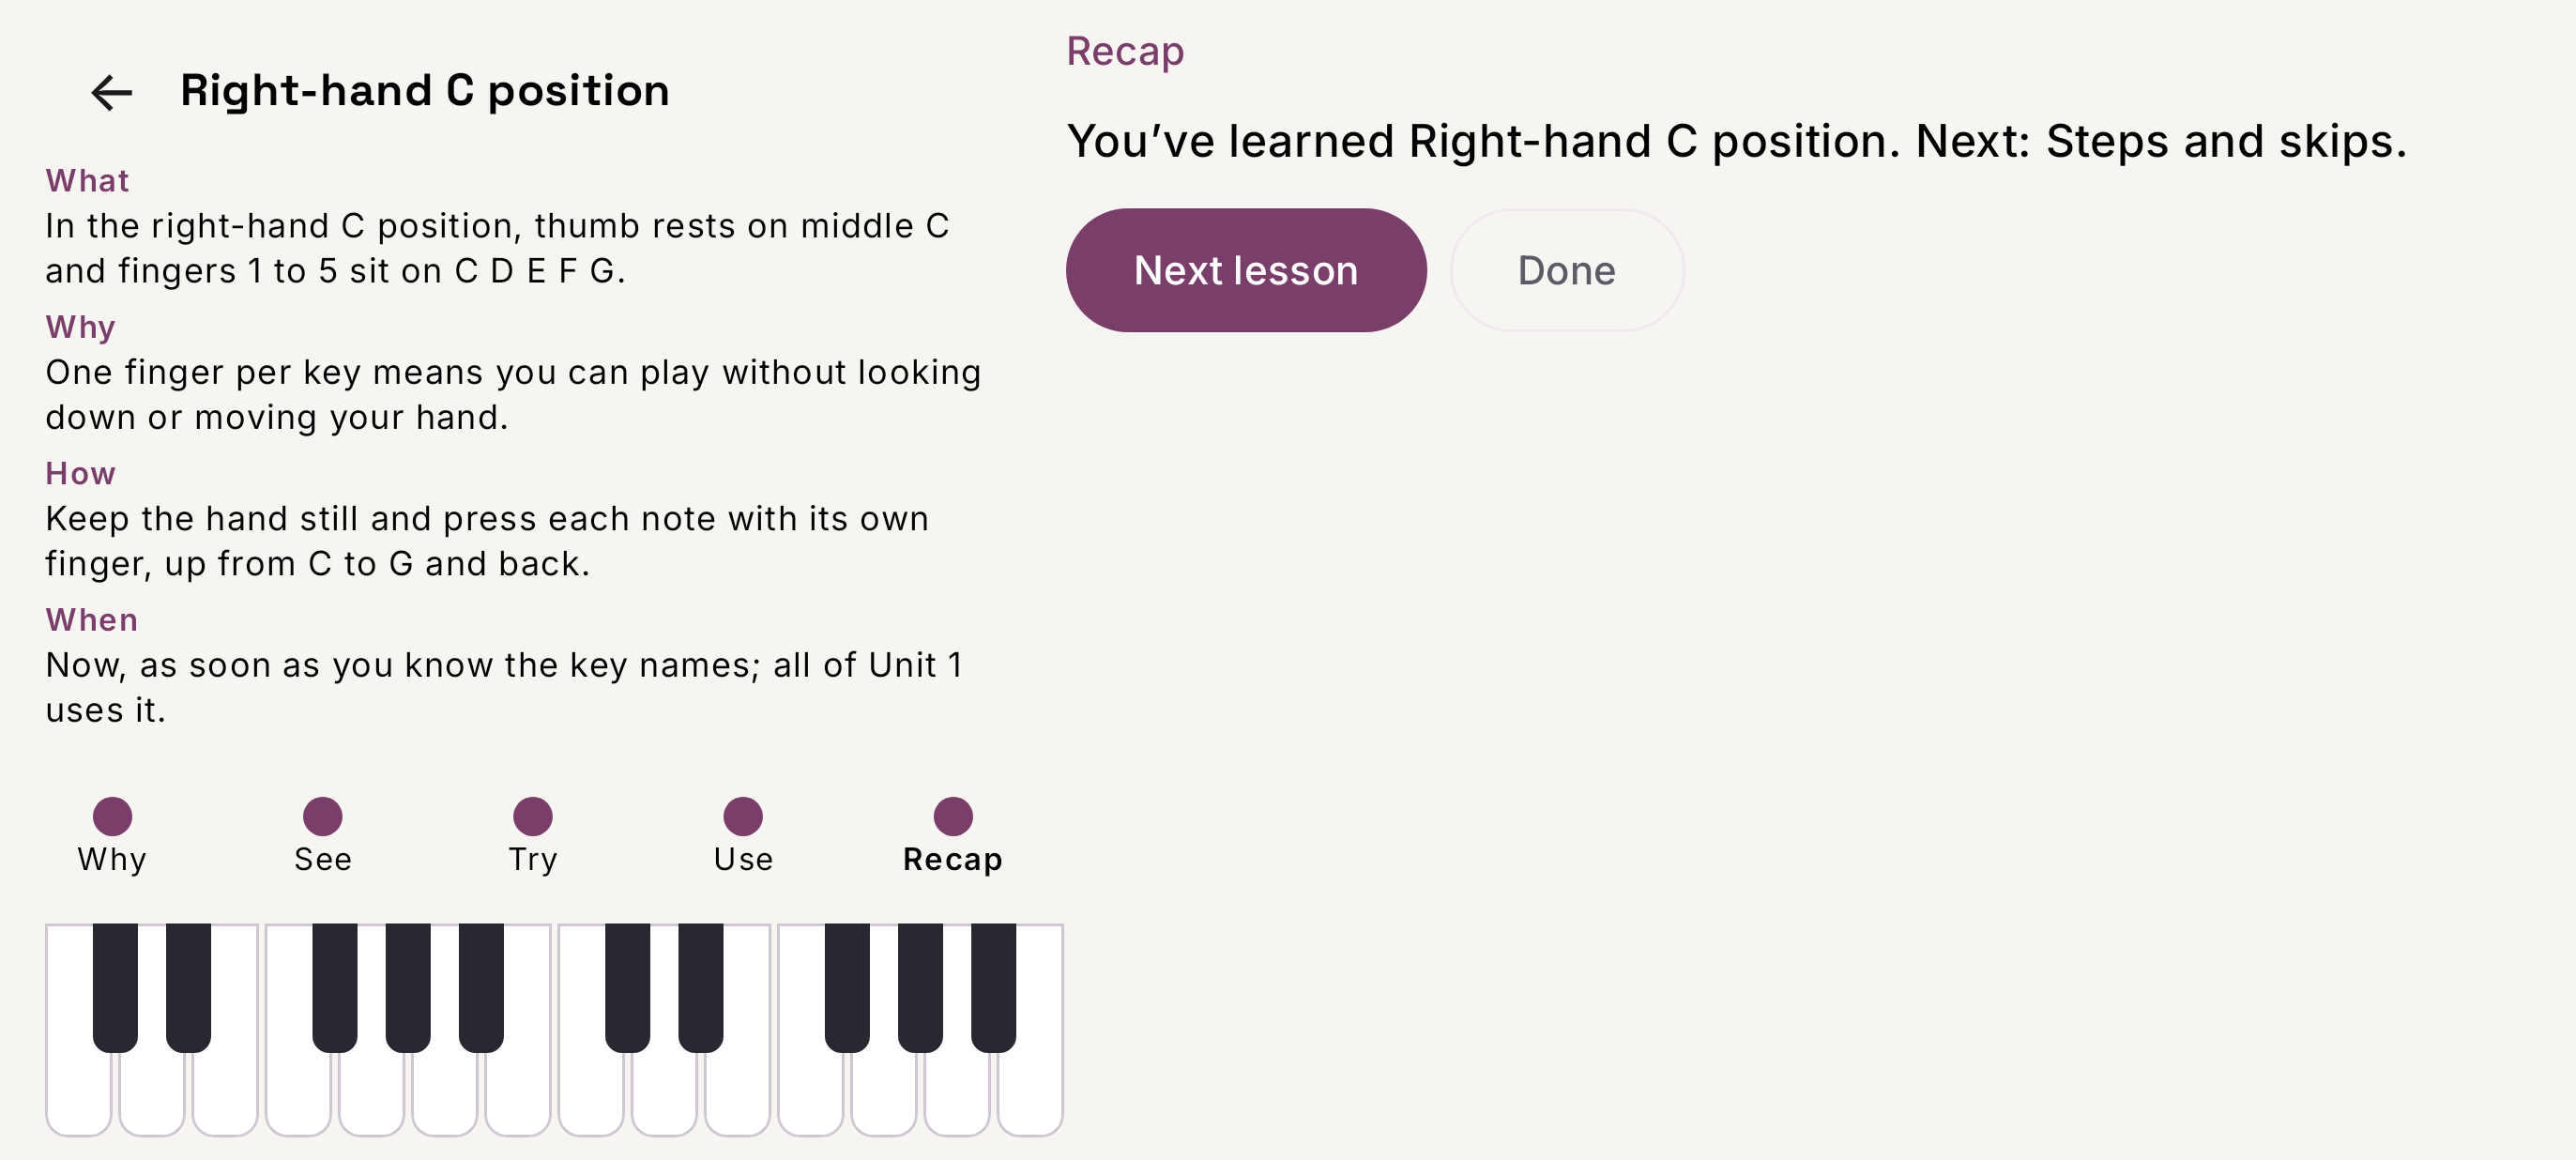 Right-hand C position
What
In the right-hand C position, thumb rests on middle C
and fingers 1 to 5 sit on C D E F G.
Why
One finger per key means you can play without looking
down or moving your hand.
How
Keep the hand still and press each note with its own
finger, up from C to G and back.
When
Now, as soon as you know the key names; all of Unit 1
uses it.
Why
See
Try
Use
Recap
Recap
You’ve learned Right-hand C position. Next: Steps and skips.
Next lesson
Done